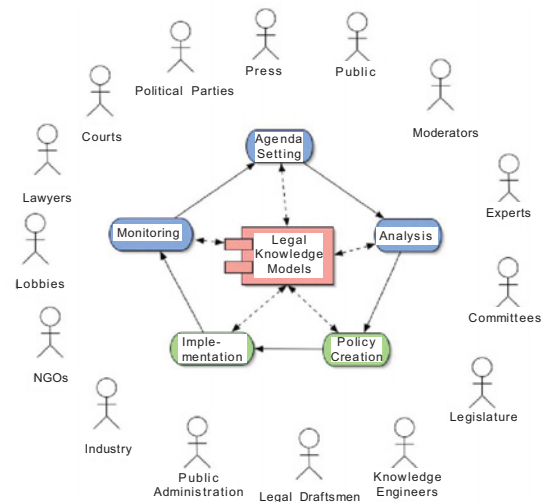 Press
Public
Political Parties
Moderators
Courts
Agenda
Setting
Lawyers
Experts
Monitoring
Legal
Knowledge
Models
Analysis
Lobbies
Committees
Imple-
mentation
Policy
Creation
NGOs
Legislature
Industry
Public
Administration
Legal Draftsmen
Knowledge
Engineers